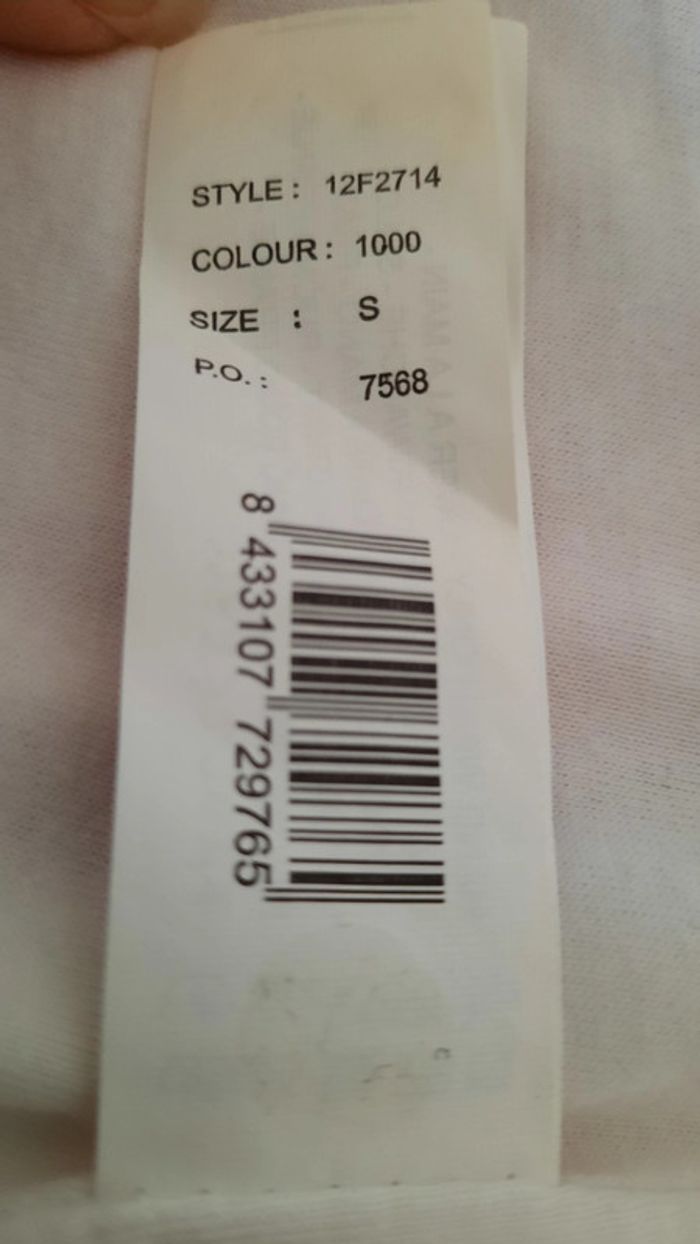 STYLE : 12F2714
COLOUR : 1000
SIZE : S
P.O. : 7568
8 433107 729765